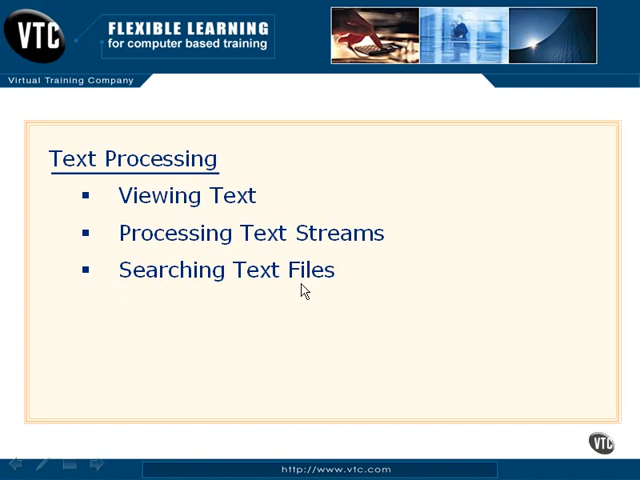 VTC
FLEXIBLE LEARNING
for computer based training
Virtual Training Company
Text Processing
▪ Viewing Text
▪ Processing Text Streams
▪ Searching Text Files
VTC
http://www.vtc.com